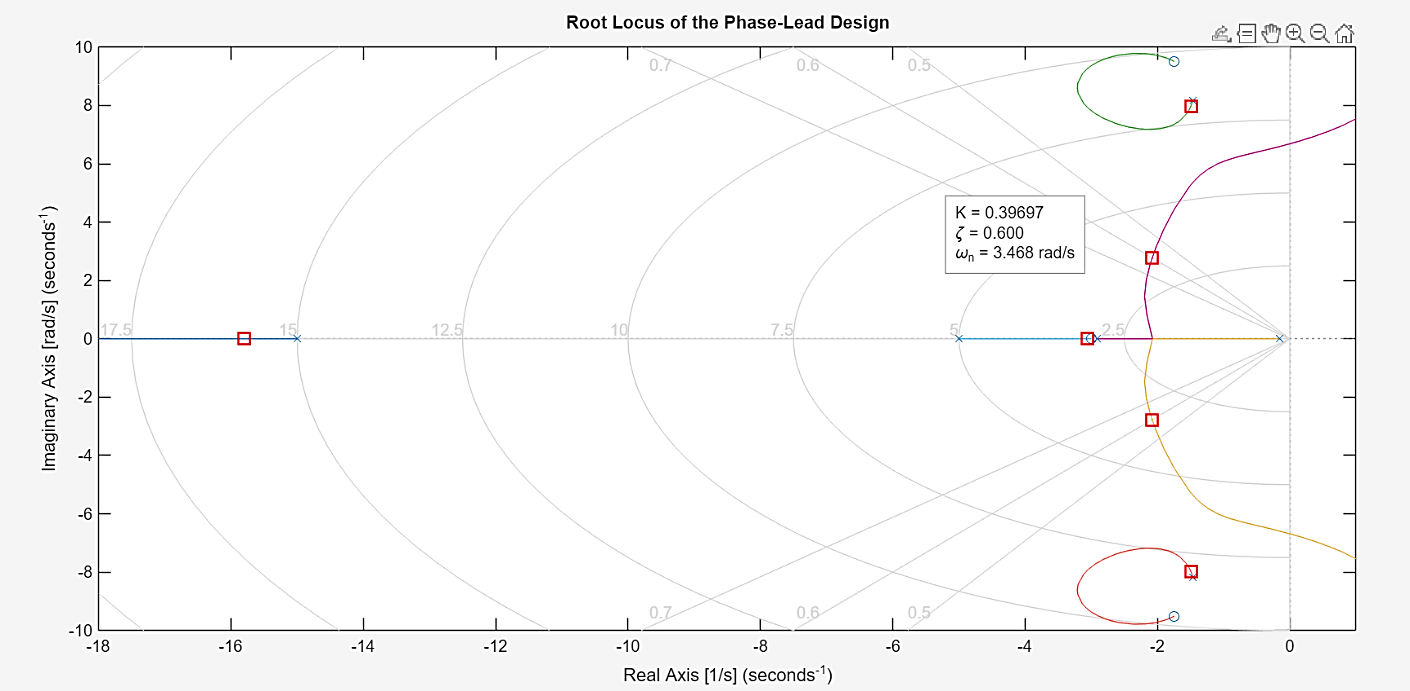 Root Locus of the Phase-Lead Design
10
8
6
4
2
0
-2
-4
-6
-8
-10
Imaginary Axis [rad/s] (seconds⁻¹)
0.7 0.6 0.5
K = 0.39697
ζ = 0.600
ωₙ = 3.468 rad/s
17.5 15 12.5 10 7.5 5 2.5
0.7 0.6 0.5
-18 -16 -14 -12 -10 -8 -6 -4 -2 0
Real Axis [1/s] (seconds⁻¹)